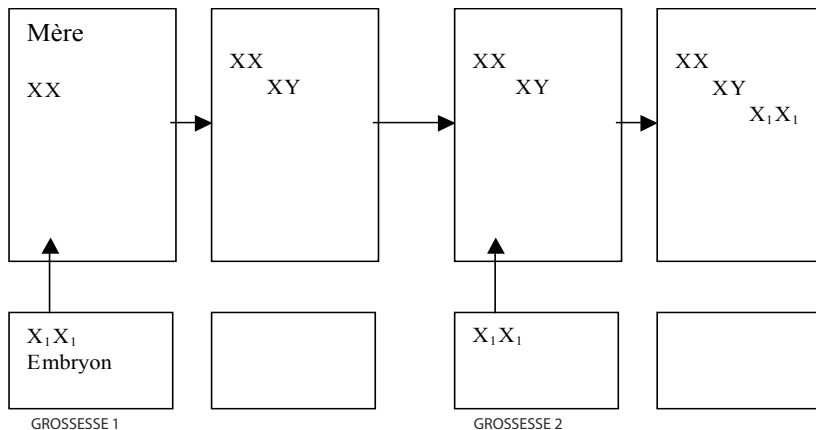 Mère
XX
XX
XY
XX
XY
XX
XY
X₁X₁
X₁X₁
Embryon
X₁X₁
GROSSESSE 1
GROSSESSE 2